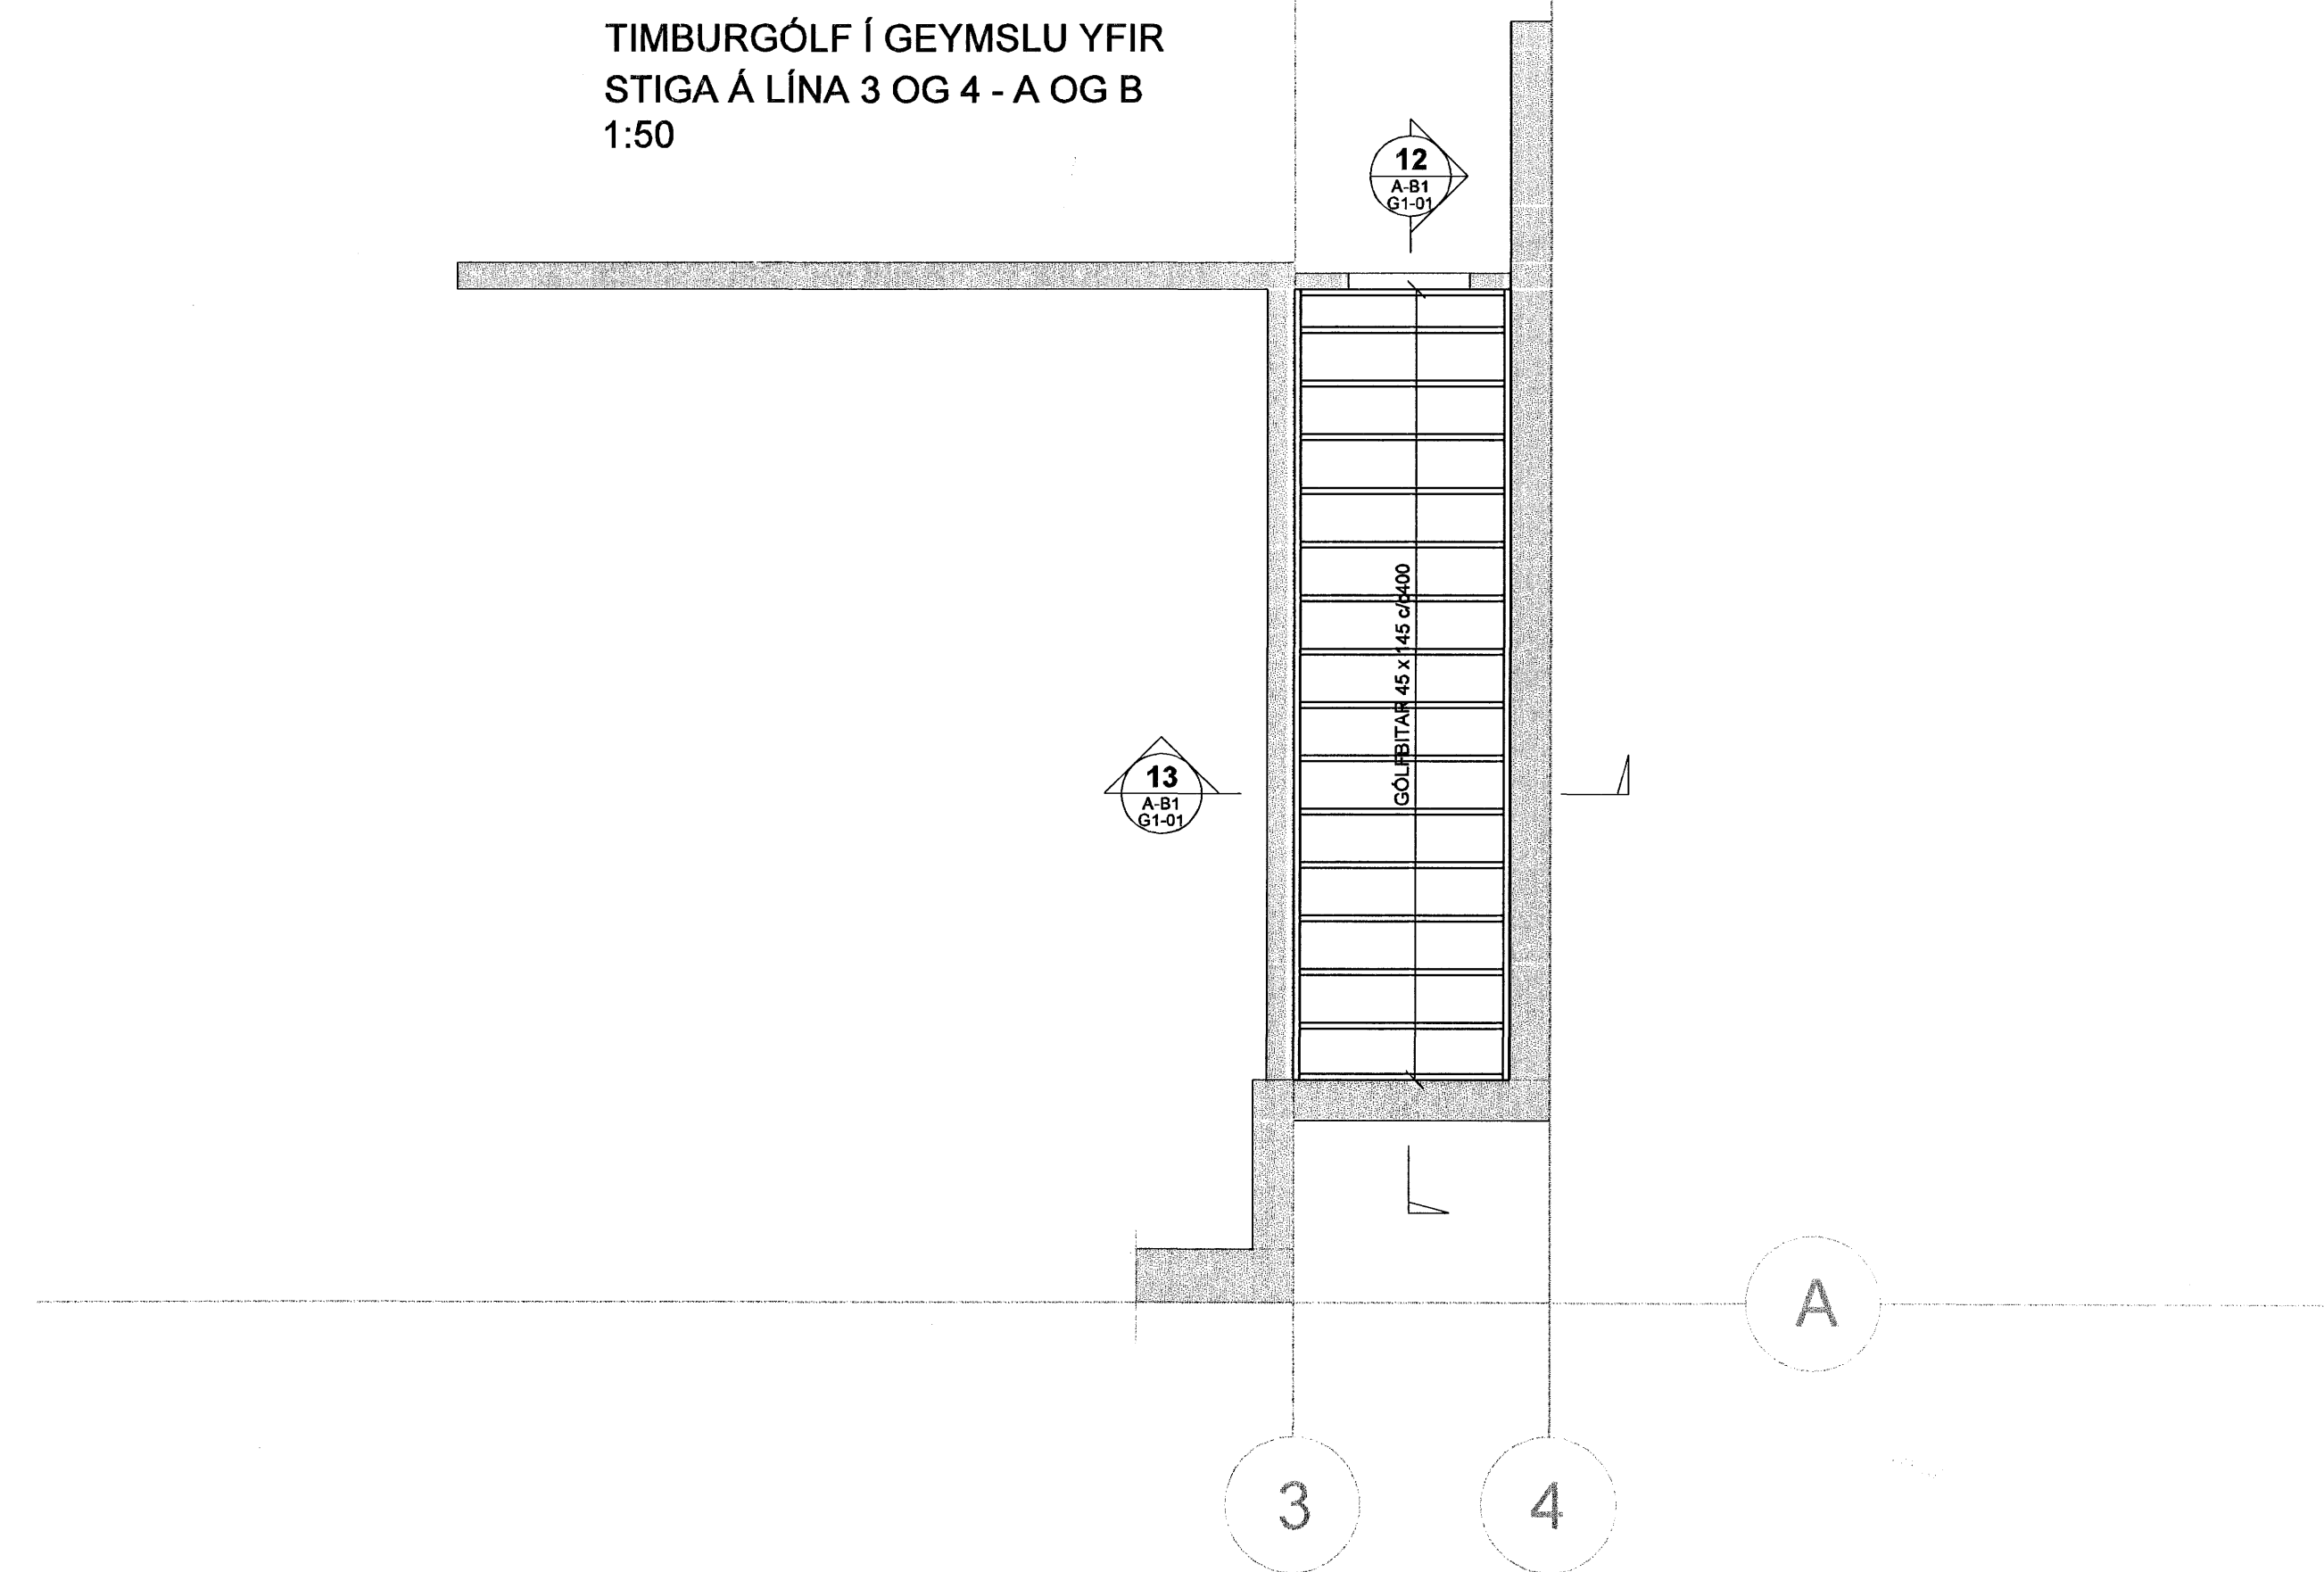 TIMBURGÓLF Í GEYMSLU YFIR
STIGA Á LÍNA 3 OG 4 - A OG B
1:50
12
A-B1
G1-01
GÓLFBITAR 45 x 145 c/c400
13
A-B1
G1-01
A
3
4